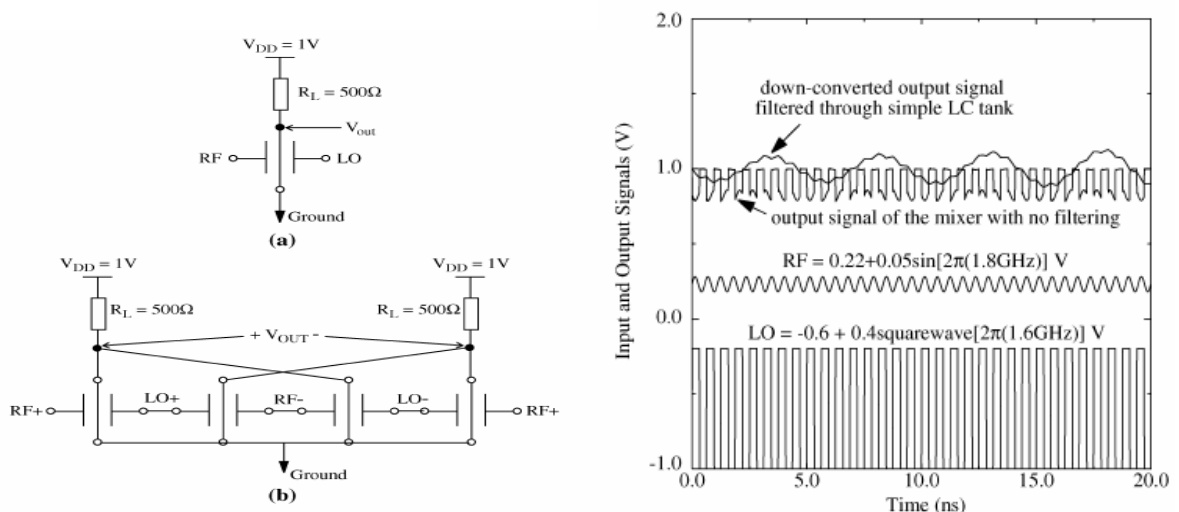 V_DD = 1V
R_L = 500Ω
V_out
RF
LO
Ground
(a)
V_DD = 1V
V_DD = 1V
R_L = 500Ω
R_L = 500Ω
+ V_OUT -
RF+
LO+
RF-
LO-
RF+
Ground
(b)
Input and Output Signals (V)
2.0
1.0
0.0
-1.0
down-converted output signal
filtered through simple LC tank
output signal of the mixer with no filtering
RF = 0.22+0.05sin[2π(1.8GHz)] V
LO = -0.6 + 0.4squarewave[2π(1.6GHz)] V
0.0
5.0
10.0
15.0
20.0
Time (ns)